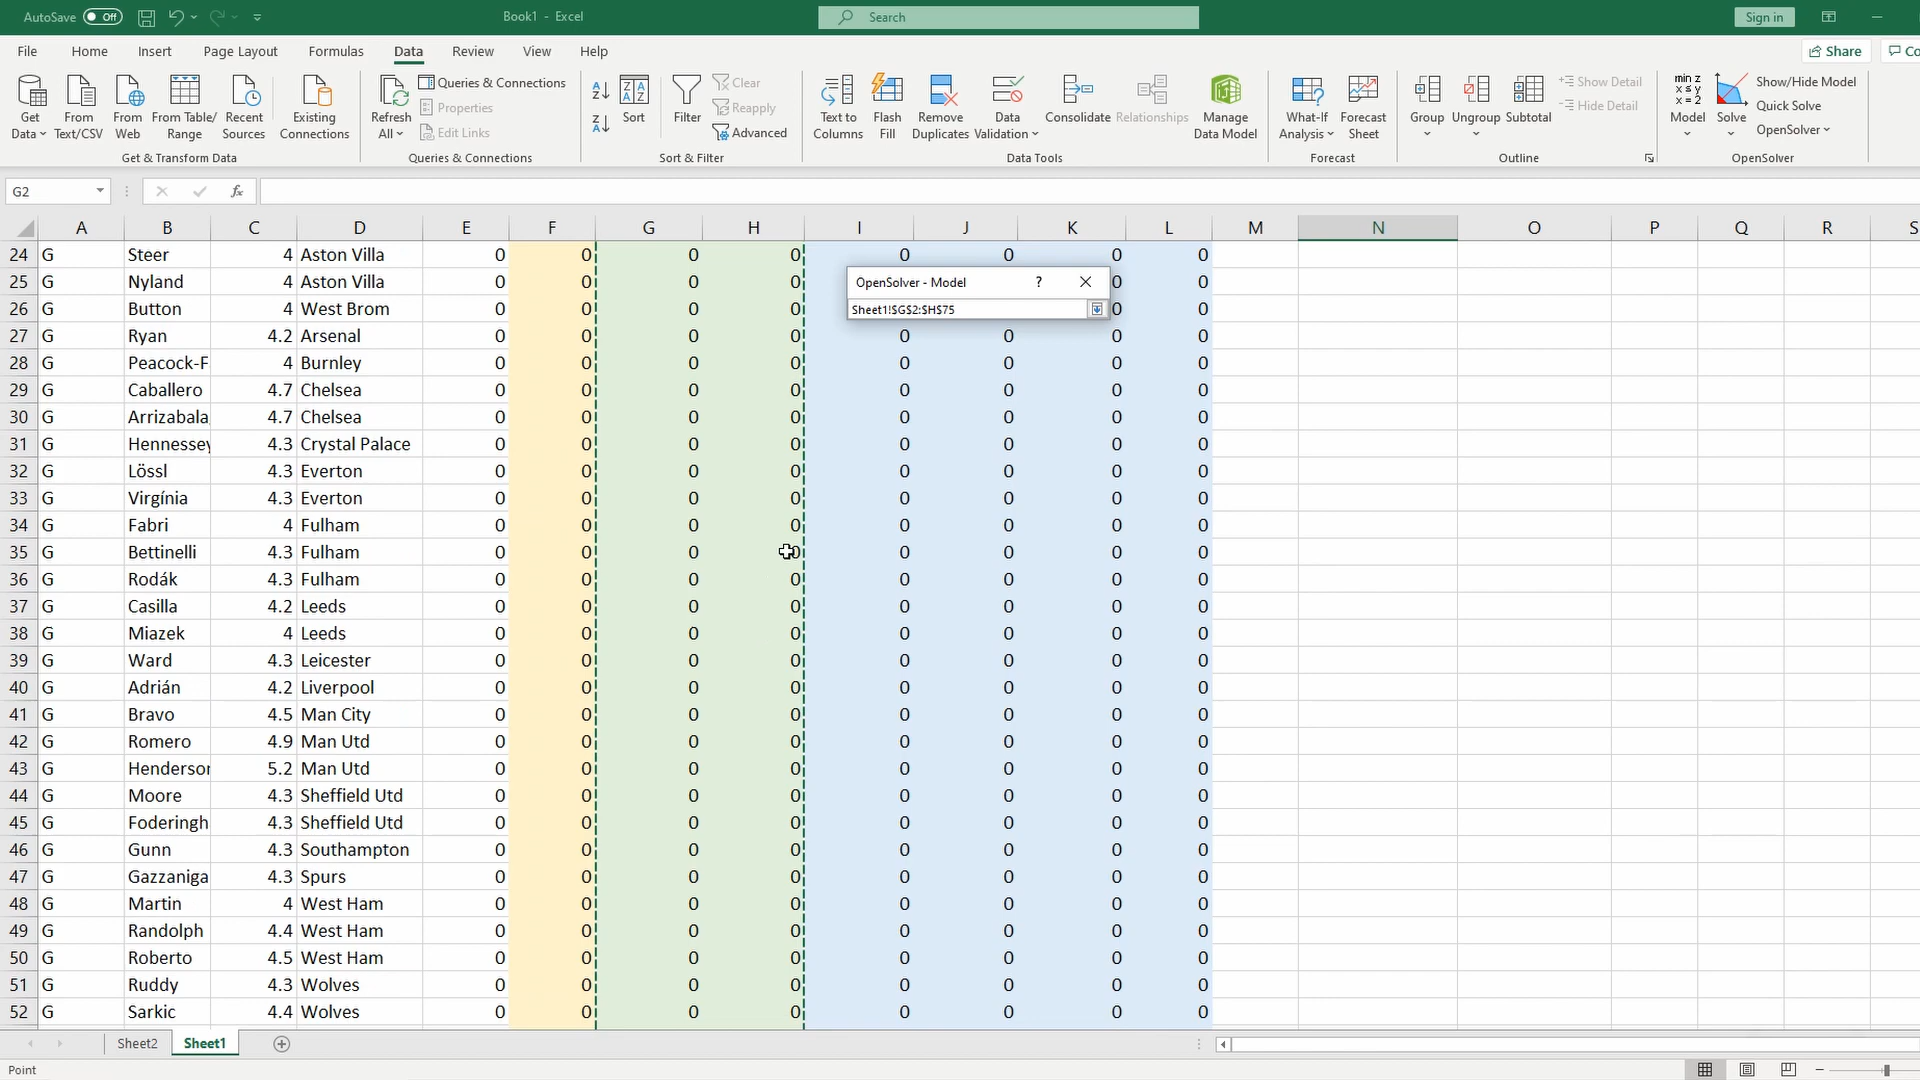 AutoSave Off Book1 - Excel Search Sign in
File Home Insert Page Layout Formulas Data Review View Help Share Co
Get Data From Text/CSV From Web From Table/ Range Recent Sources Existing Connections Refresh All Queries & Connections Properties Edit Links Sort Filter Clear Reapply Advanced Text to Columns Flash Fill Remove Duplicates Data Validation Consolidate Relationships Manage Data Model What-If Analysis Forecast Sheet Group Ungroup Subtotal Show Detail Hide Detail Model Solve Show/Hide Model Quick Solve OpenSolver
Get & Transform Data Queries & Connections Sort & Filter Data Tools Forecast Outline OpenSolver
G2 fx
A B C D E F G H I J K L M N O P Q R S
24 G Steer 4 Aston Villa 0 0 0 0 0 0 0 0
OpenSolver - Model ?
25 G Nyland 4 Aston Villa 0 0 0 0 0 0
Sheet1!$G$2:$H$75
26 G Button 4 West Brom 0 0 0 0 0 0
27 G Ryan 4.2 Arsenal 0 0 0 0 0 0 0 0
28 G Peacock-F 4 Burnley 0 0 0 0 0 0 0 0
29 G Caballero 4.7 Chelsea 0 0 0 0 0 0 0 0
30 G Arrizabala 4.7 Chelsea 0 0 0 0 0 0 0 0
31 G Hennessey 4.3 Crystal Palace 0 0 0 0 0 0 0 0
32 G Lössl 4.3 Everton 0 0 0 0 0 0 0 0
33 G Virgínia 4.3 Everton 0 0 0 0 0 0 0 0
34 G Fabri 4 Fulham 0 0 0 0 0 0 0 0
35 G Bettinelli 4.3 Fulham 0 0 0 0 0 0 0 0
36 G Rodák 4.3 Fulham 0 0 0 0 0 0 0 0
37 G Casilla 4.2 Leeds 0 0 0 0 0 0 0 0
38 G Miazek 4 Leeds 0 0 0 0 0 0 0 0
39 G Ward 4.3 Leicester 0 0 0 0 0 0 0 0
40 G Adrián 4.2 Liverpool 0 0 0 0 0 0 0 0
41 G Bravo 4.5 Man City 0 0 0 0 0 0 0 0
42 G Romero 4.9 Man Utd 0 0 0 0 0 0 0 0
43 G Henderson 5.2 Man Utd 0 0 0 0 0 0 0 0
44 G Moore 4.3 Sheffield Utd 0 0 0 0 0 0 0 0
45 G Foderingh 4.3 Sheffield Utd 0 0 0 0 0 0 0 0
46 G Gunn 4.3 Southampton 0 0 0 0 0 0 0 0
47 G Gazzaniga 4.3 Spurs 0 0 0 0 0 0 0 0
48 G Martin 4 West Ham 0 0 0 0 0 0 0 0
49 G Randolph 4.4 West Ham 0 0 0 0 0 0 0 0
50 G Roberto 4.5 West Ham 0 0 0 0 0 0 0 0
51 G Ruddy 4.3 Wolves 0 0 0 0 0 0 0 0
52 G Sarkic 4.4 Wolves 0 0 0 0 0 0 0 0
Sheet2 Sheet1
Point